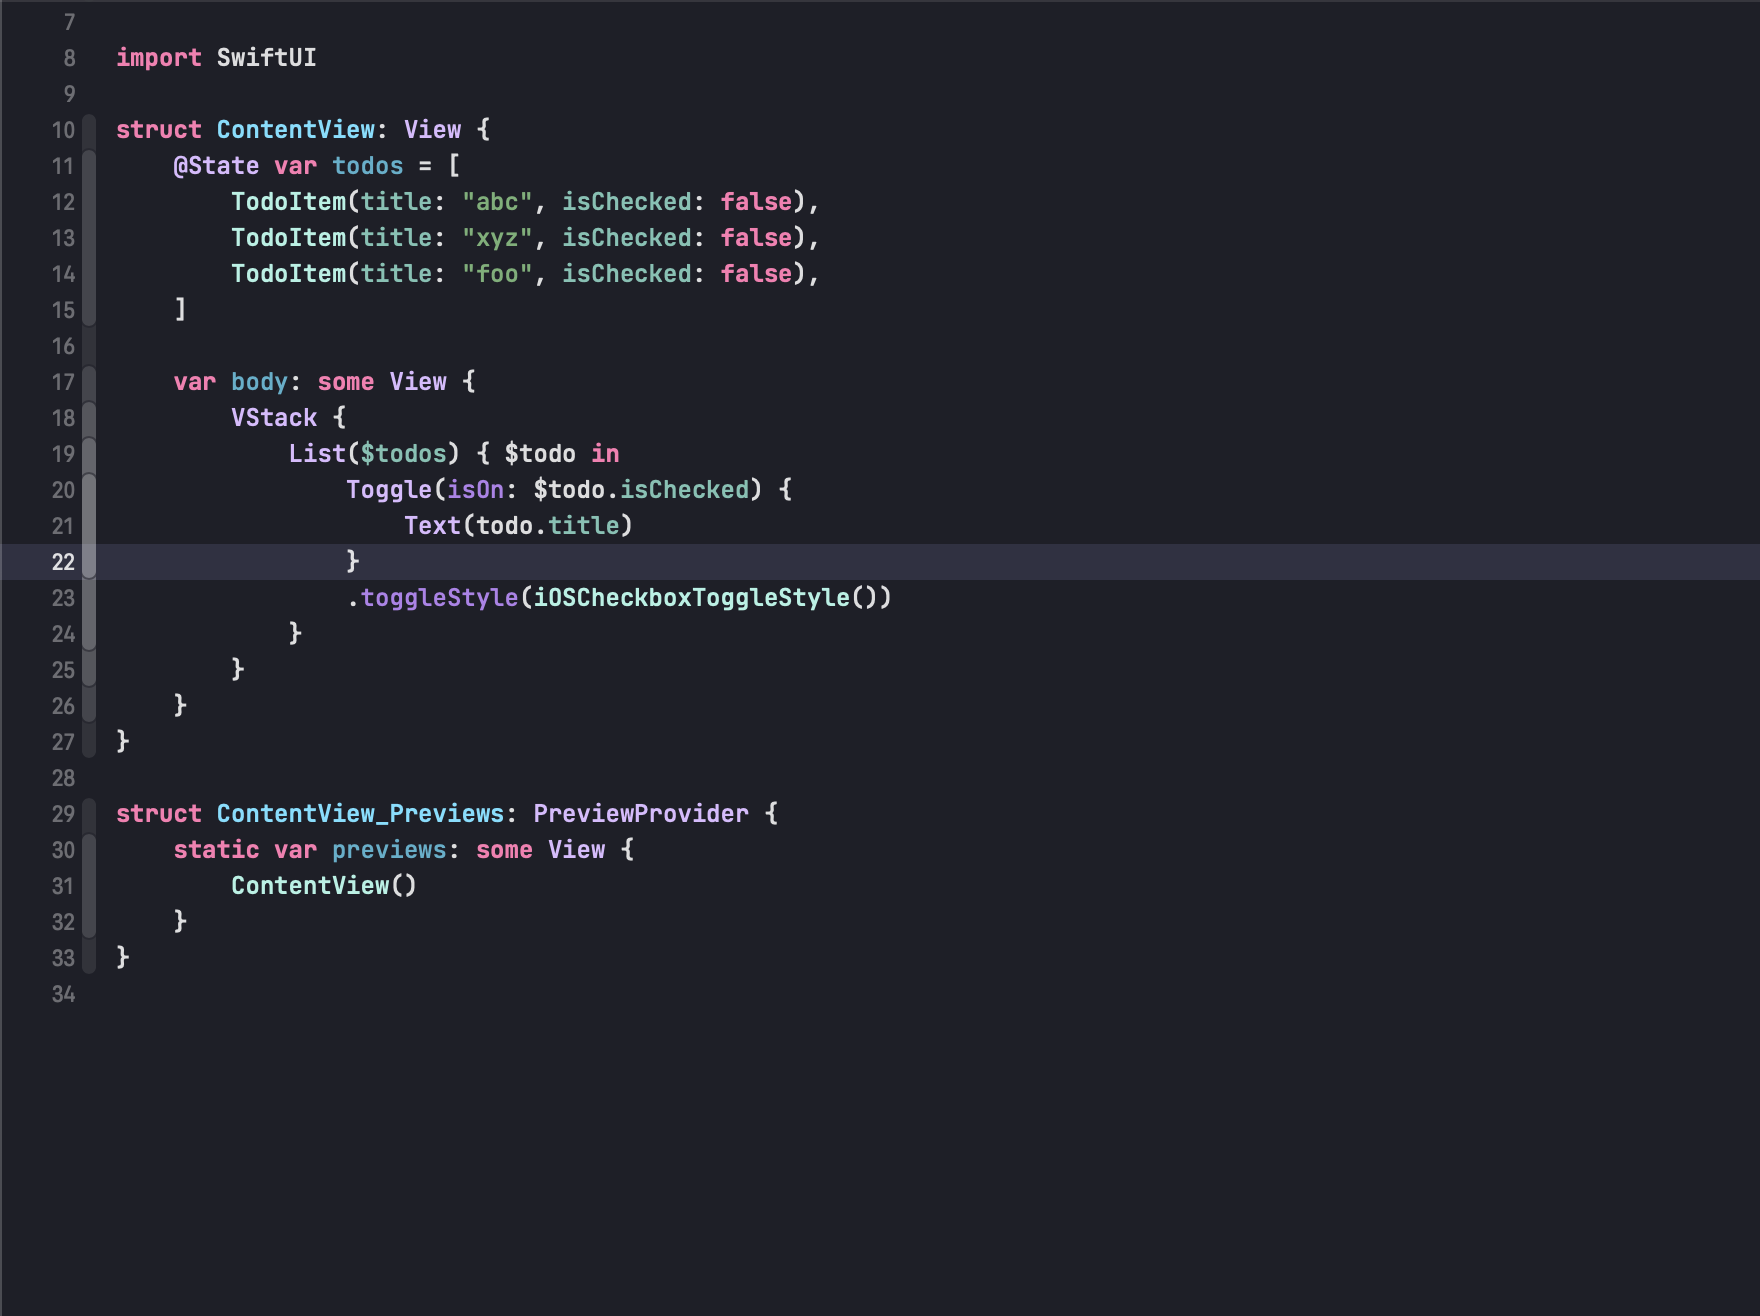 7
8 import SwiftUI
9
10 struct ContentView: View {
11     @State var todos = [
12         TodoItem(title: "abc", isChecked: false),
13         TodoItem(title: "xyz", isChecked: false),
14         TodoItem(title: "foo", isChecked: false),
15     ]
16
17     var body: some View {
18         VStack {
19             List($todos) { $todo in
20                 Toggle(isOn: $todo.isChecked) {
21                     Text(todo.title)
22                 }
23                 .toggleStyle(iOSCheckboxToggleStyle())
24             }
25         }
26     }
27 }
28
29 struct ContentView_Previews: PreviewProvider {
30     static var previews: some View {
31         ContentView()
32     }
33 }
34